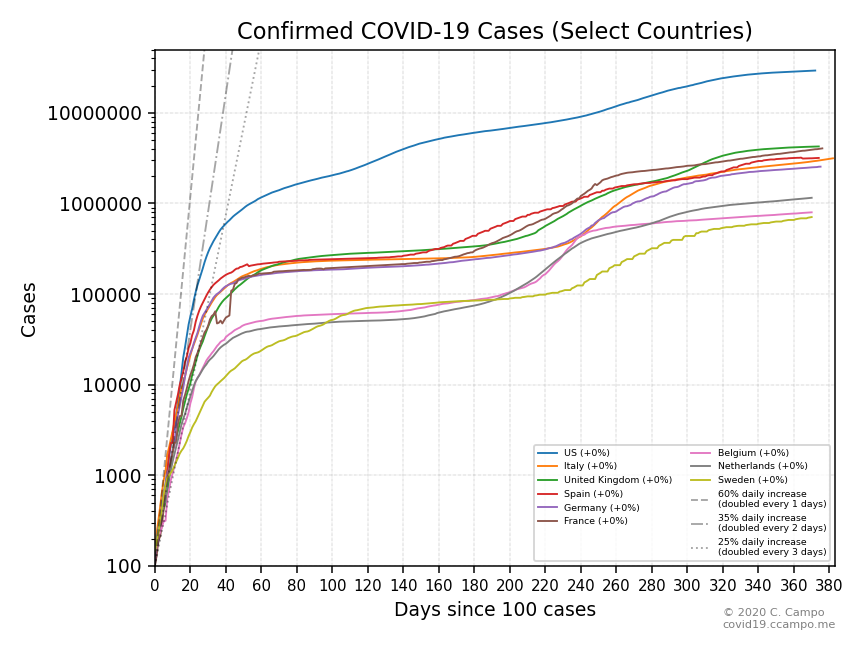 Confirmed COVID-19 Cases (Select Countries)
10000000
1000000
100000
10000
1000
100
Cases
US (+0%)
Italy (+0%)
United Kingdom (+0%)
Spain (+0%)
Germany (+0%)
France (+0%)
Belgium (+0%)
Netherlands (+0%)
Sweden (+0%)
60% daily increase
(doubled every 1 days)
35% daily increase
(doubled every 2 days)
25% daily increase
(doubled every 3 days)
0 20 40 60 80 100 120 140 160 180 200 220 240 260 280 300 320 340 360 380
Days since 100 cases
© 2020 C. Campo
covid19.ccampo.me